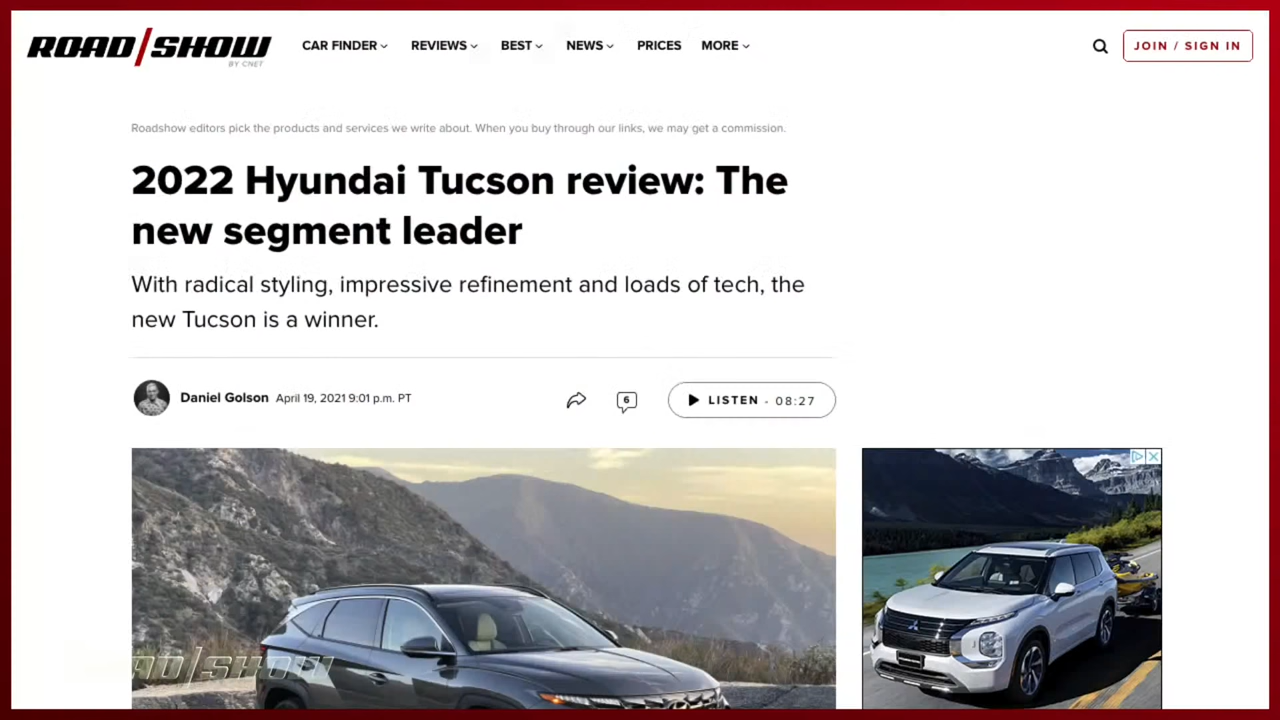 ROAD/SHOW
BY CNET
CAR FINDER
REVIEWS
BEST
NEWS
PRICES
MORE
JOIN / SIGN IN
Roadshow editors pick the products and services we write about. When you buy through our links, we may get a commission.
2022 Hyundai Tucson review: The
new segment leader
With radical styling, impressive refinement and loads of tech, the
new Tucson is a winner.
Daniel Golson April 19, 2021 9:01 p.m. PT
6
LISTEN - 08:27
AD/SHOW